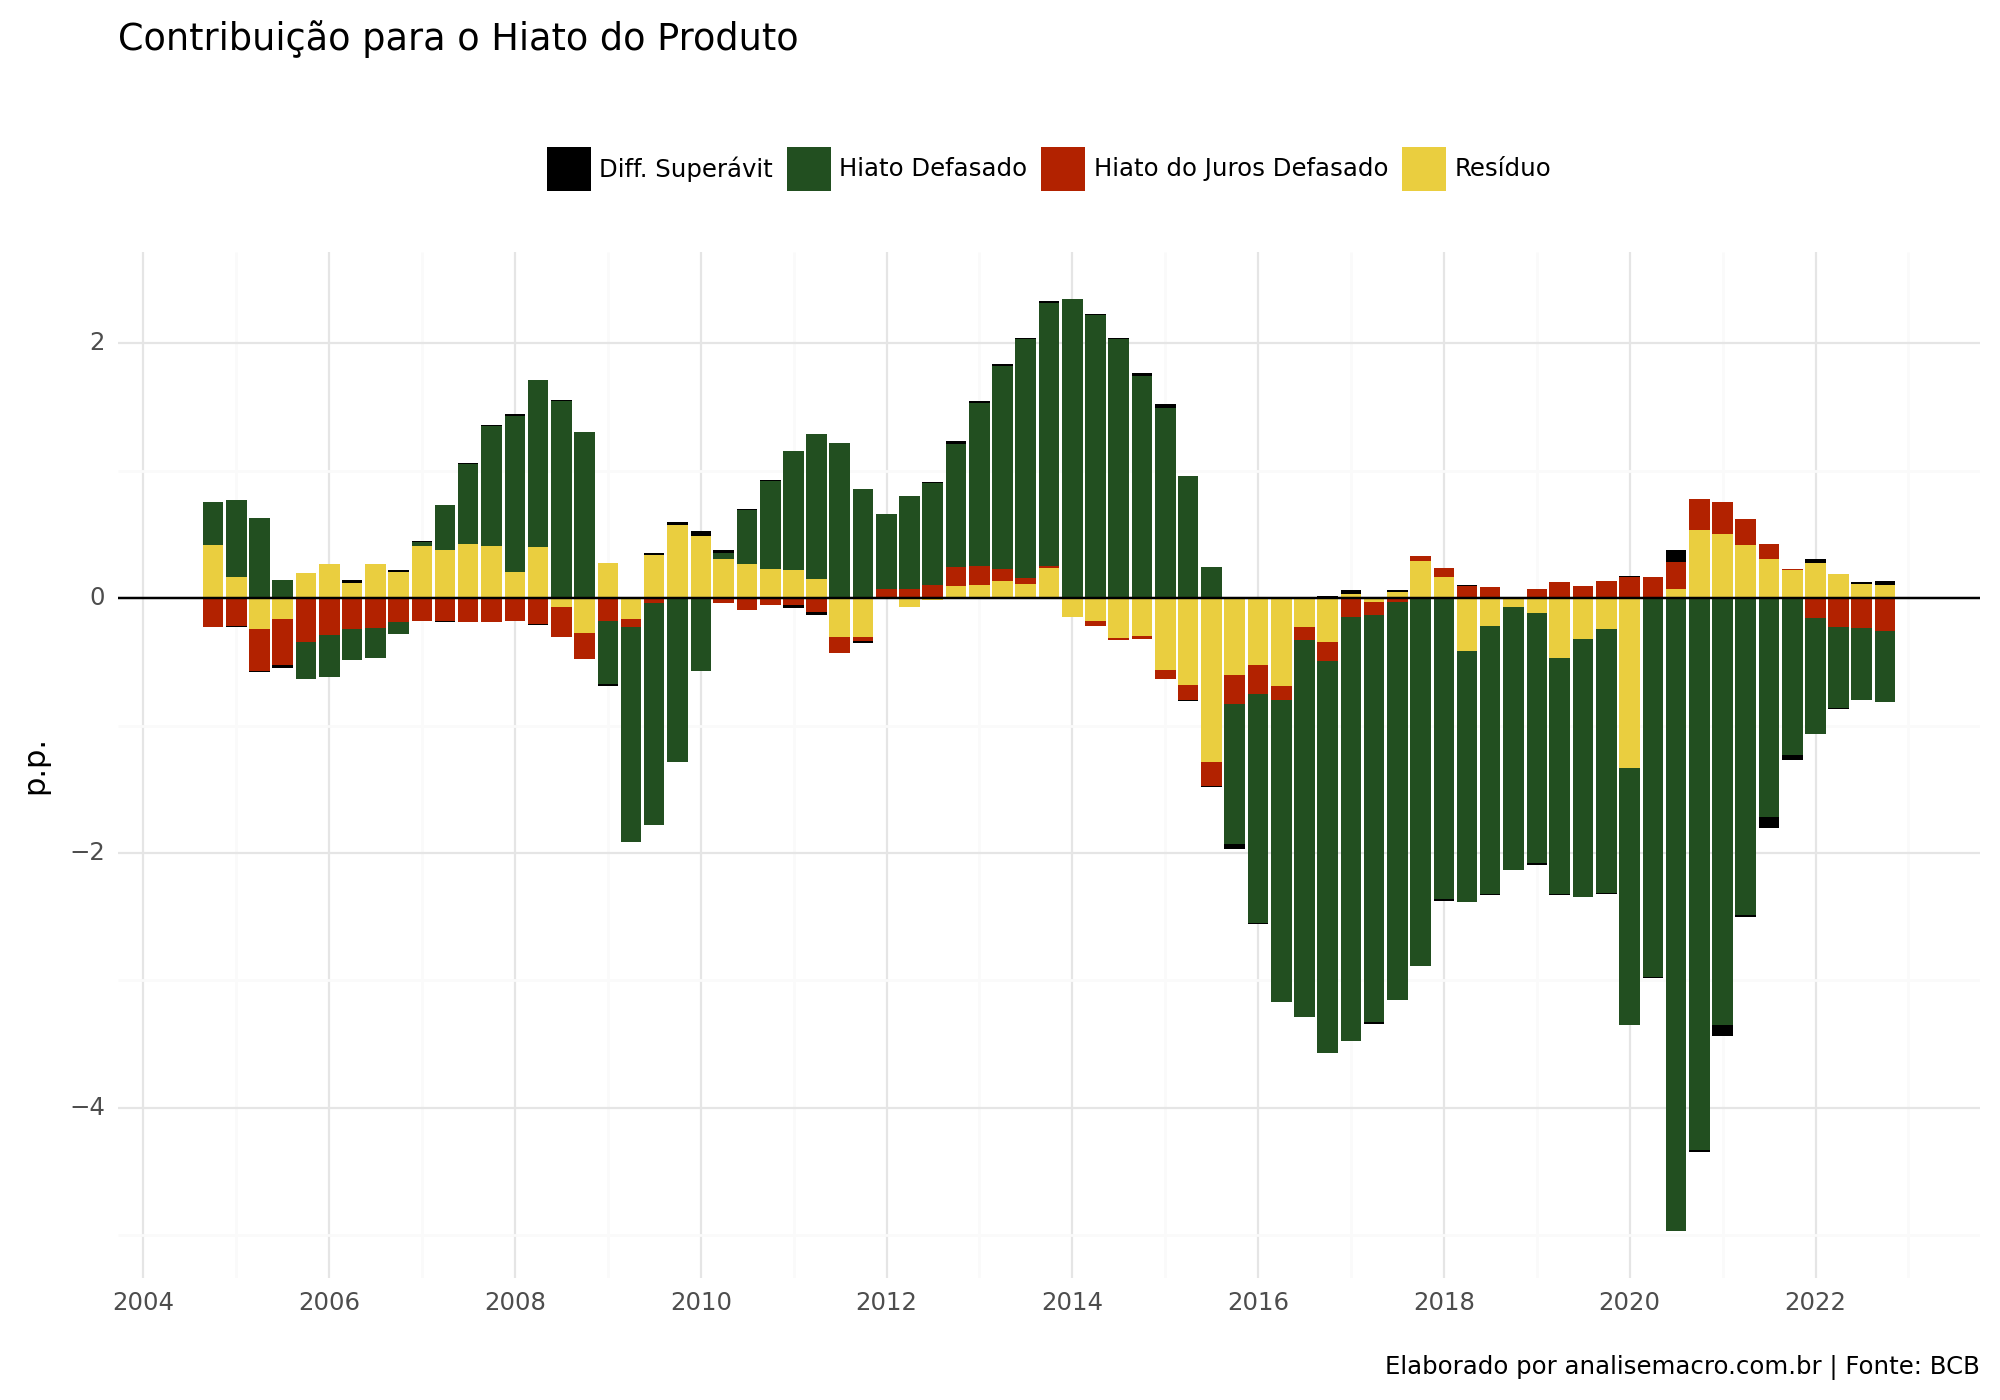 Contribuição para o Hiato do Produto
Diff. Superávit
Hiato Defasado
Hiato do Juros Defasado
Resíduo
p.p.
2
0
−2
−4
2004
2006
2008
2010
2012
2014
2016
2018
2020
2022
Elaborado por analisemacro.com.br | Fonte: BCB